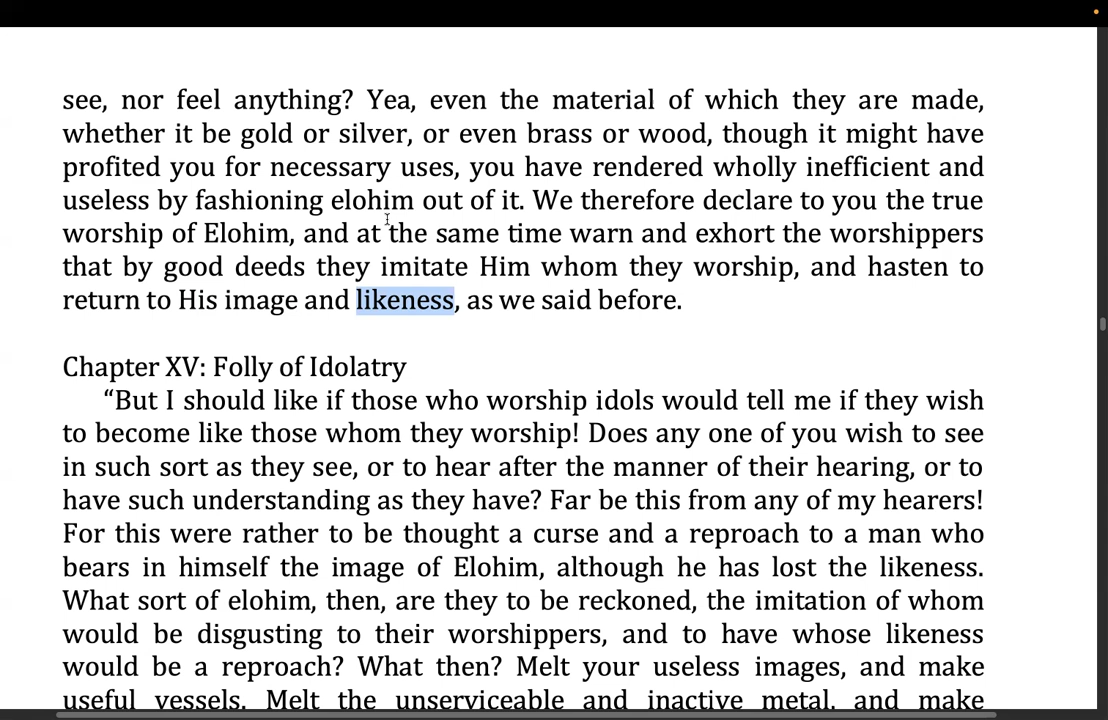 see, nor feel anything? Yea, even the material of which they are made,
whether it be gold or silver, or even brass or wood, though it might have
profited you for necessary uses, you have rendered wholly inefficient and
useless by fashioning elohim out of it. We therefore declare to you the true
worship of Elohim, and at the same time warn and exhort the worshippers
that by good deeds they imitate Him whom they worship, and hasten to
return to His image and likeness, as we said before.
Chapter XV: Folly of Idolatry
“But I should like if those who worship idols would tell me if they wish
to become like those whom they worship! Does any one of you wish to see
in such sort as they see, or to hear after the manner of their hearing, or to
have such understanding as they have? Far be this from any of my hearers!
For this were rather to be thought a curse and a reproach to a man who
bears in himself the image of Elohim, although he has lost the likeness.
What sort of elohim, then, are they to be reckoned, the imitation of whom
would be disgusting to their worshippers, and to have whose likeness
would be a reproach? What then? Melt your useless images, and make
useful vessels. Melt the unserviceable and inactive metal, and make